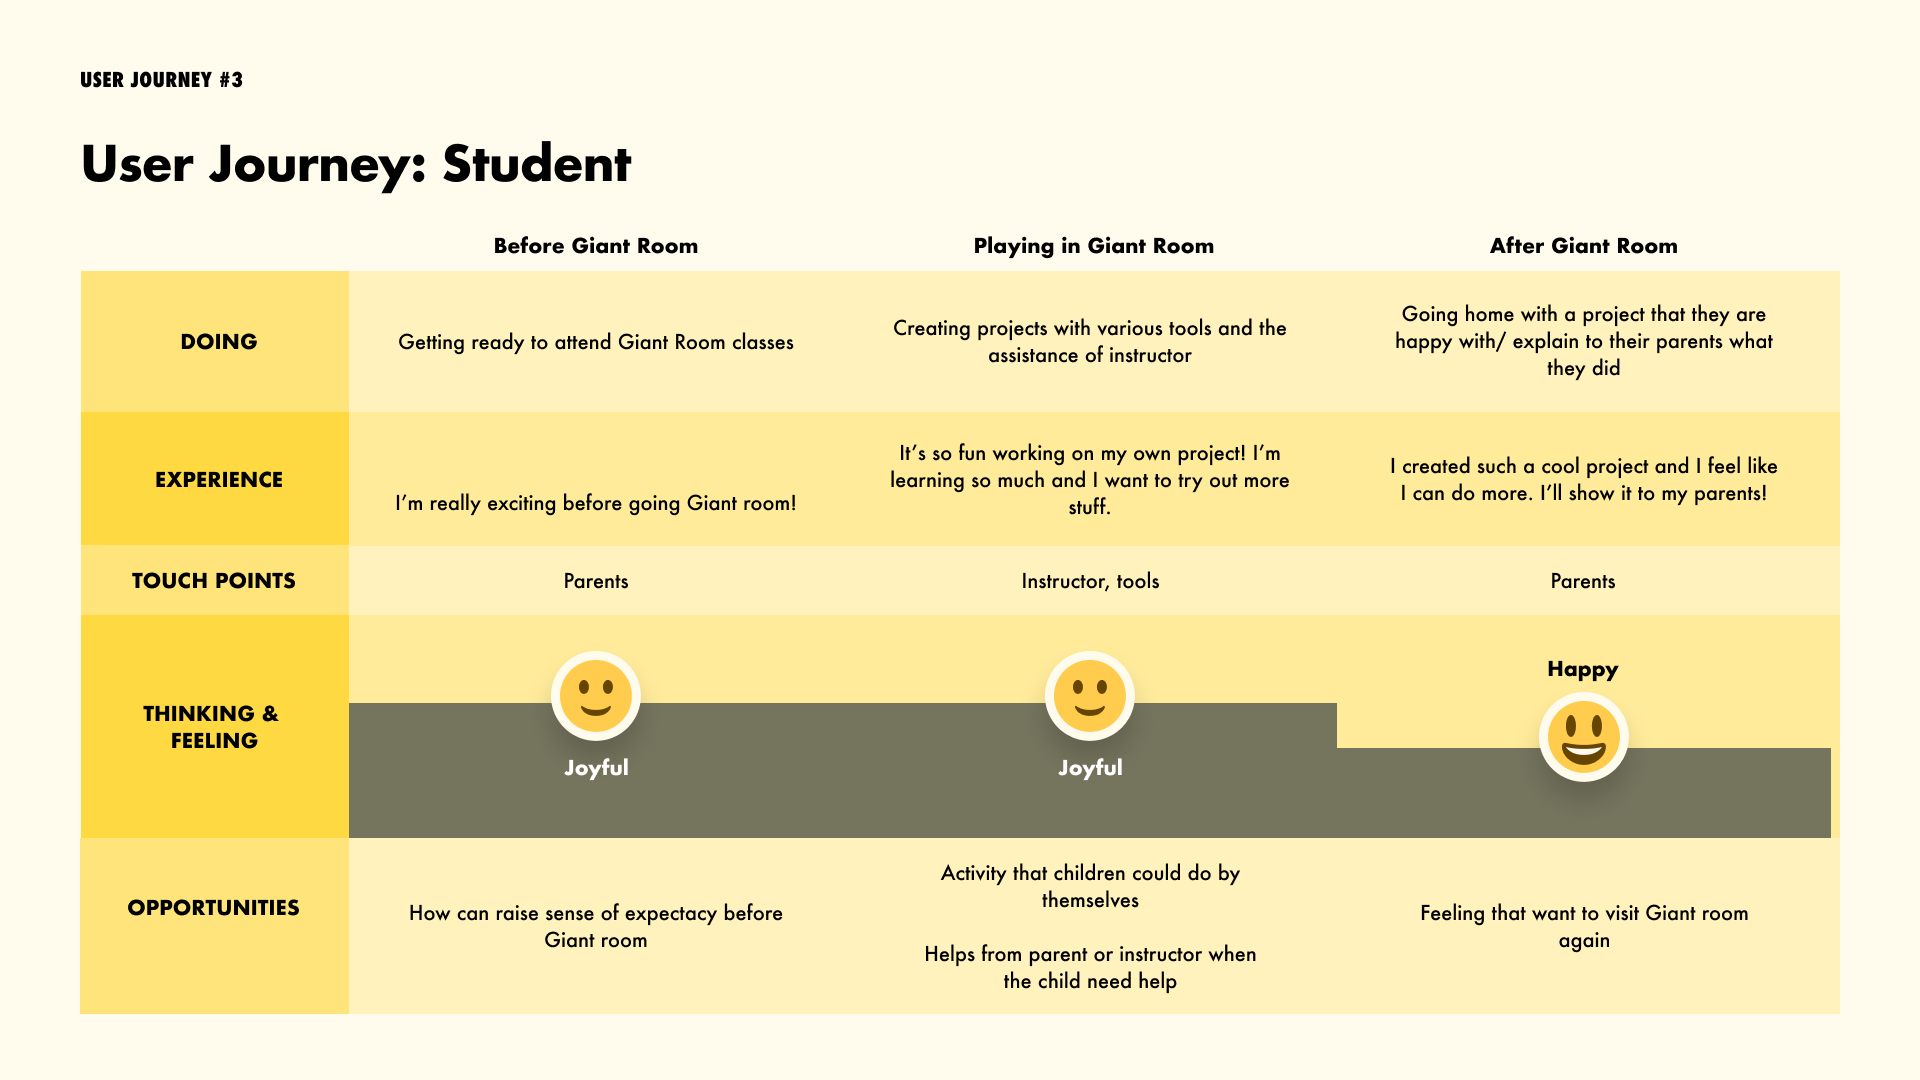 USER JOURNEY #3
User Journey: Student
Before Giant Room
Playing in Giant Room
After Giant Room
DOING
Getting ready to attend Giant Room classes
Creating projects with various tools and the
assistance of instructor
Going home with a project that they are
happy with/ explain to their parents what
they did
EXPERIENCE
I’m really exciting before going Giant room!
It’s so fun working on my own project! I’m
learning so much and I want to try out more
stuff.
I created such a cool project and I feel like
I can do more. I’ll show it to my parents!
TOUCH POINTS
Parents
Instructor, tools
Parents
THINKING &
FEELING
Joyful
Joyful
Happy
OPPORTUNITIES
How can raise sense of expectacy before
Giant room
Activity that children could do by
themselves
Helps from parent or instructor when
the child need help
Feeling that want to visit Giant room
again